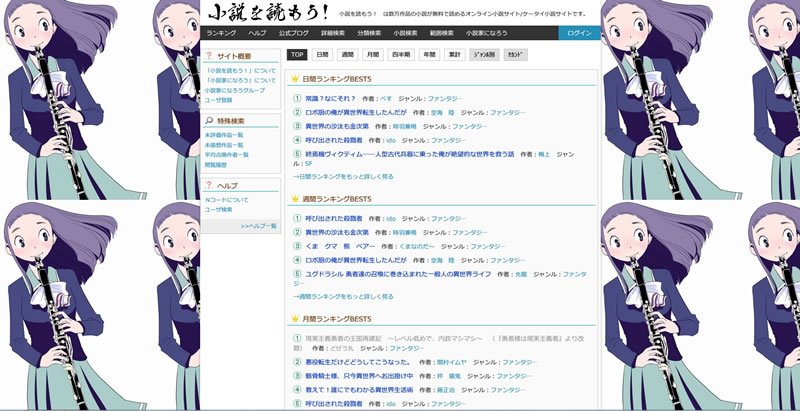 小説を読もう!
小説を読もう! は数万作品の小説が無料で読めるオンライン小説サイト/ケータイ小説サイトです。
ランキング ヘルプ 公式ブログ 詳細検索 分類検索 小説検索 範囲検索 小説家になろう ログイン
サイト概要
「小説を読もう!」について
「小説家になろう」について
小説家になろうグループ
ユーザ登録
特殊検索
未評価作品一覧
未感想作品一覧
平均点操作者一覧
閲覧履歴
ヘルプ
Nコードについて
ユーザ検索
>>ヘルプ一覧
TOP 日間 週間 月間 四半期 年間 累計 ジャンル別 セカンド
日間ランキングBEST5
① 常識?なにそれ? 作者:べす ジャンル:ファンタジー
② ロボ厨の俺が異世界転生したんだが 作者:空海 陸 ジャンル:ファンタジー
③ 異世界の沙汰も金次第 作者:時羽兼鳴 ジャンル:ファンタジー
④ 呼び出された殺戮者 作者:ido ジャンル:ファンタジー
⑤ 終焉機ヴィクティム――人型古代兵器に乗った俺が絶望的な世界を救う話 作者:梅上 ジャン
ル:SF
→日間ランキングをもっと詳しく見る
週間ランキングBEST5
① 呼び出された殺戮者 作者:ido ジャンル:ファンタジー
② 異世界の沙汰も金次第 作者:時羽兼鳴 ジャンル:ファンタジー
③ くま クマ 熊 ベアー 作者:くまなのだ~ ジャンル:ファンタジー
④ ロボ厨の俺が異世界転生したんだが 作者:空海 陸 ジャンル:ファンタジー
⑤ ユグドラシル 勇者達の召喚に巻き込まれた一般人の異世界ライフ 作者:光龍 ジャンル:ファンタ
ジー
→週間ランキングをもっと詳しく見る
月間ランキングBEST5
① 現実主義勇者の王国再建記 ~レベル低めで、内政マシマシ~ (『勇者様は現実主義者』より改
題) 作者:どぜう丸 ジャンル:ファンタジー
② 悪役転生だけどどうしてこうなった。 作者:関村イムヤ ジャンル:ファンタジー
③ 骸骨騎士様、只今異世界へお出掛け中 作者:秤 猿鬼 ジャンル:ファンタジー
④ 教えて!誰にでもわかる異世界生活術 作者:藤正治 ジャンル:ファンタジー
⑤ 呼び出された殺戮者 作者:ido ジャンル:ファンタジー